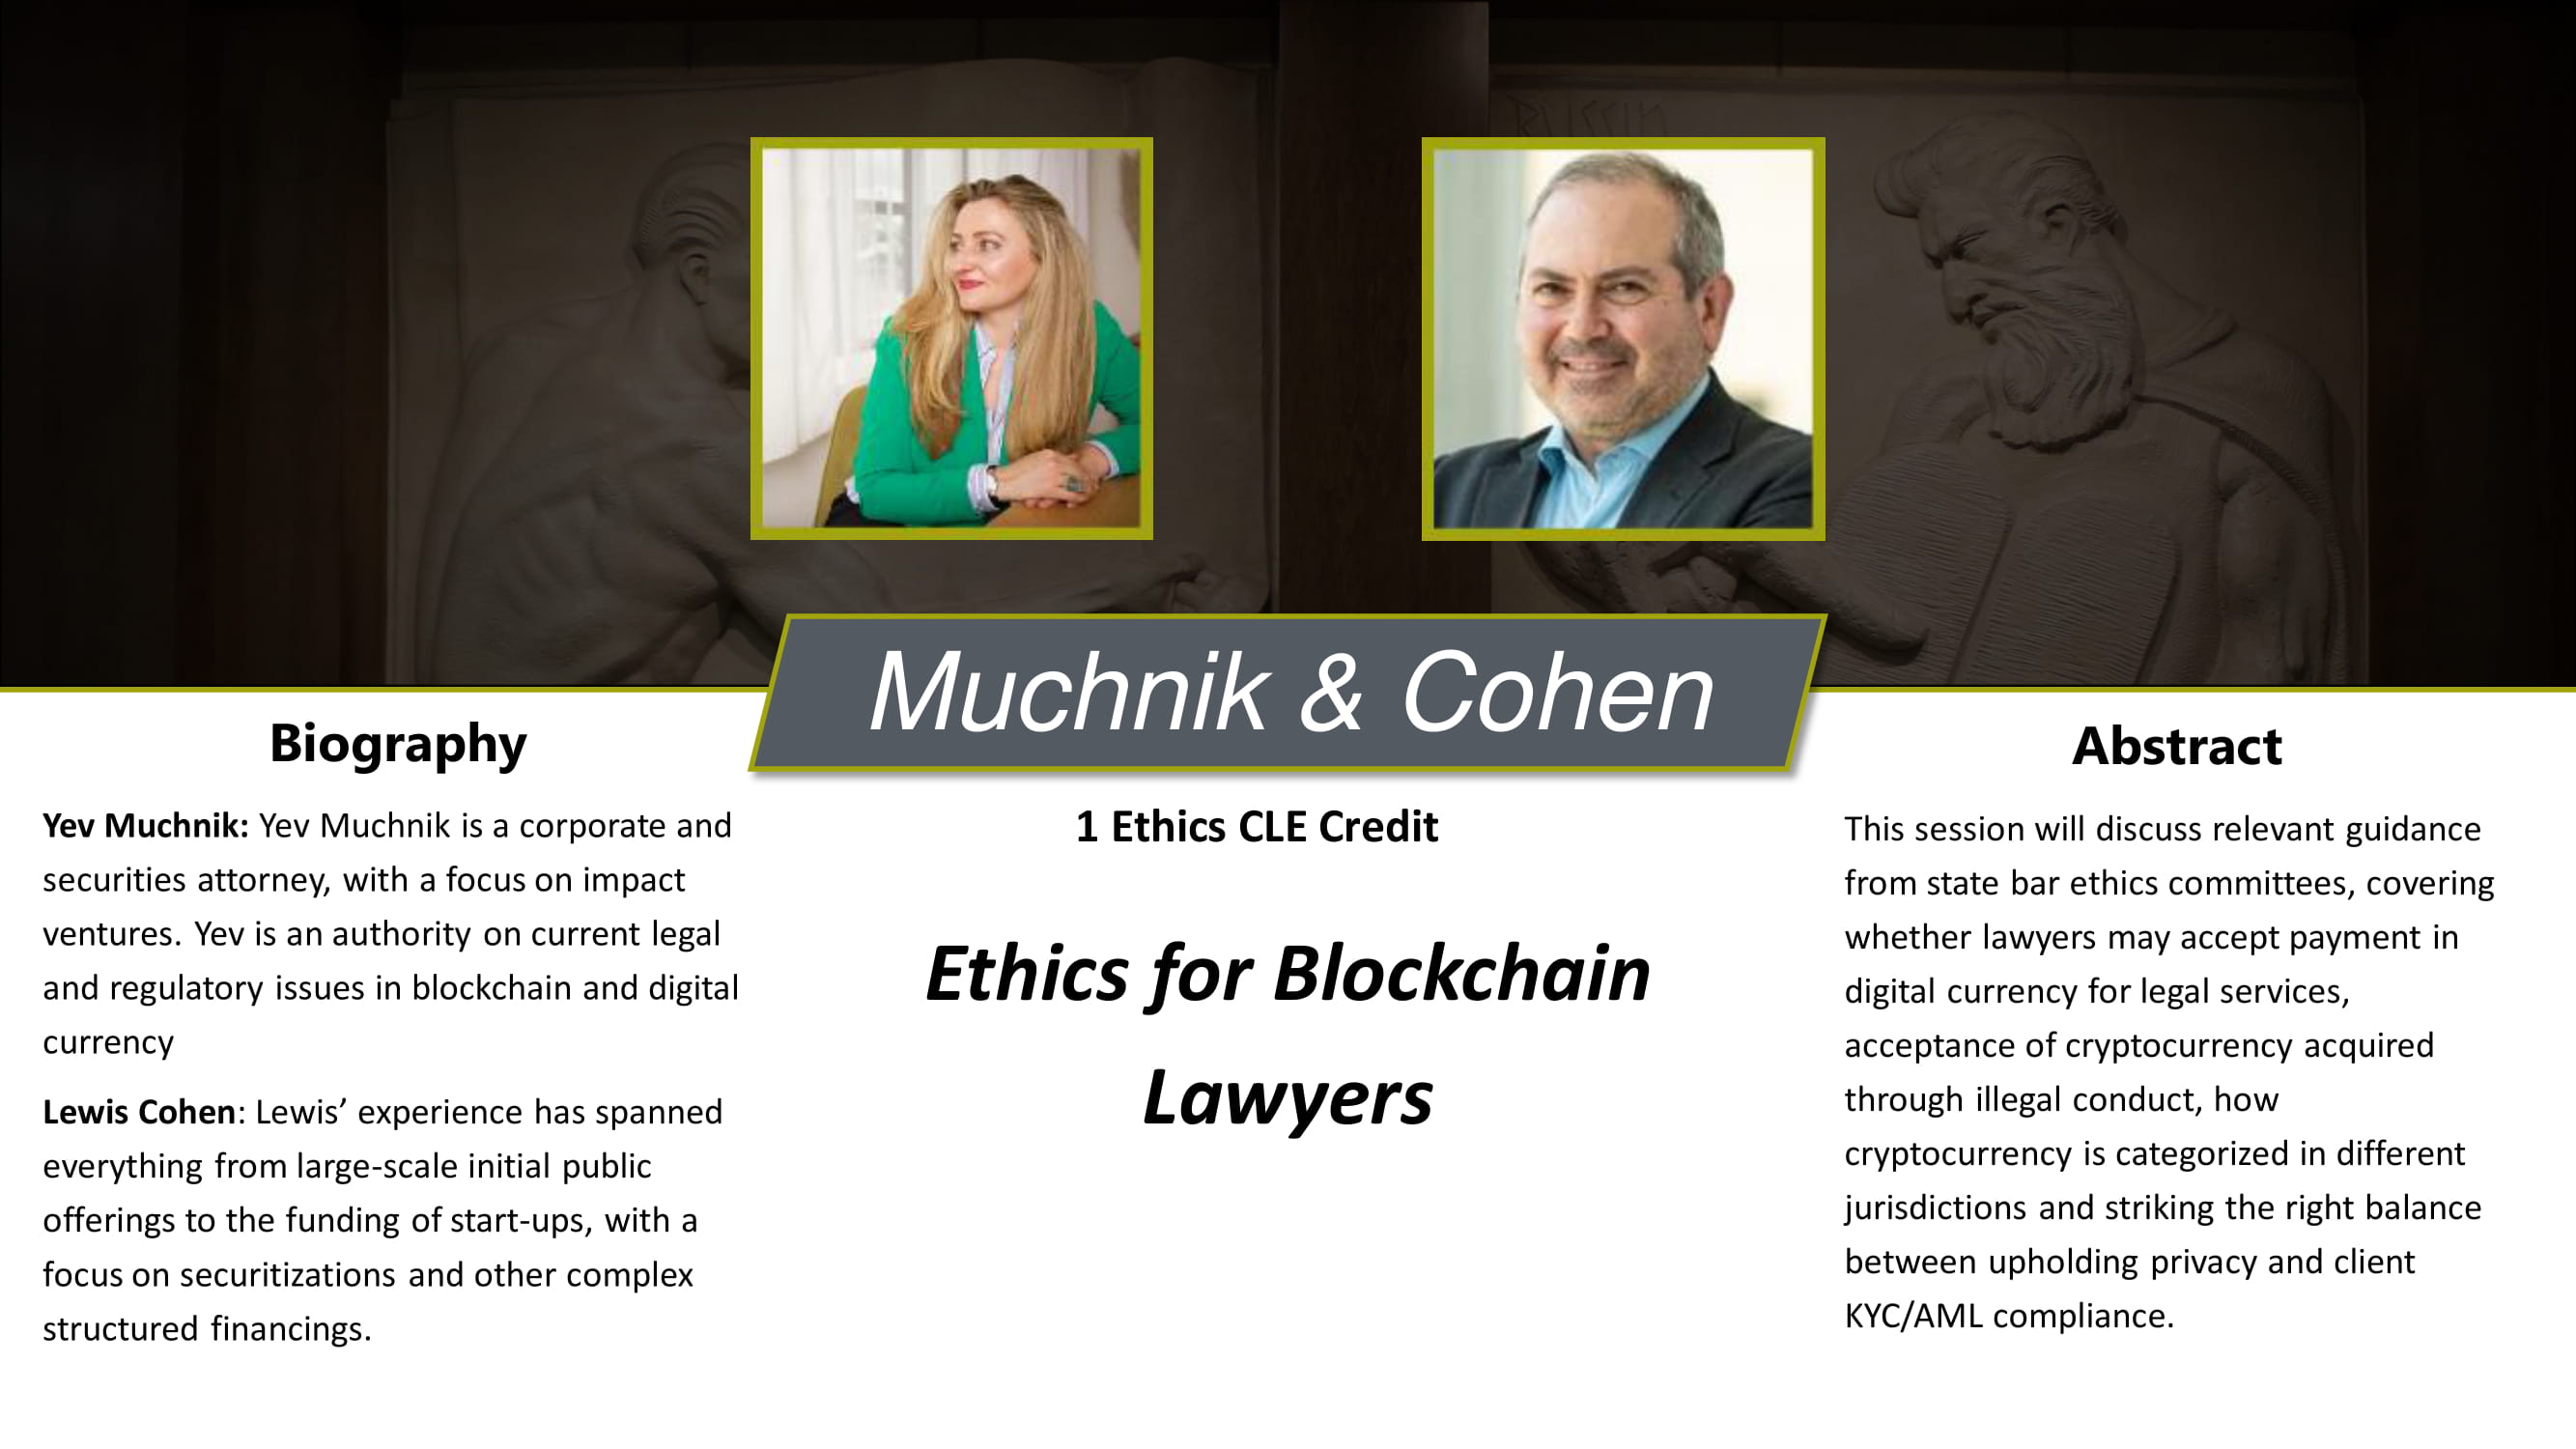 Muchnik & Cohen
Biography
Yev Muchnik: Yev Muchnik is a corporate and
securities attorney, with a focus on impact
ventures. Yev is an authority on current legal
and regulatory issues in blockchain and digital
currency
Lewis Cohen: Lewis’ experience has spanned
everything from large-scale initial public
offerings to the funding of start-ups, with a
focus on securitizations and other complex
structured financings.
1 Ethics CLE Credit
Ethics for Blockchain
Lawyers
Abstract
This session will discuss relevant guidance
from state bar ethics committees, covering
whether lawyers may accept payment in
digital currency for legal services,
acceptance of cryptocurrency acquired
through illegal conduct, how
cryptocurrency is categorized in different
jurisdictions and striking the right balance
between upholding privacy and client
KYC/AML compliance.